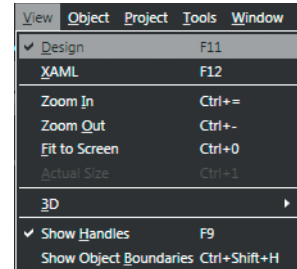 View Object Project Tools Window
Design F11
XAML F12
Zoom In Ctrl+=
Zoom Out Ctrl+-
Fit to Screen Ctrl+0
Actual Size Ctrl+1
3D
Show Handles F9
Show Object Boundaries Ctrl+Shift+H